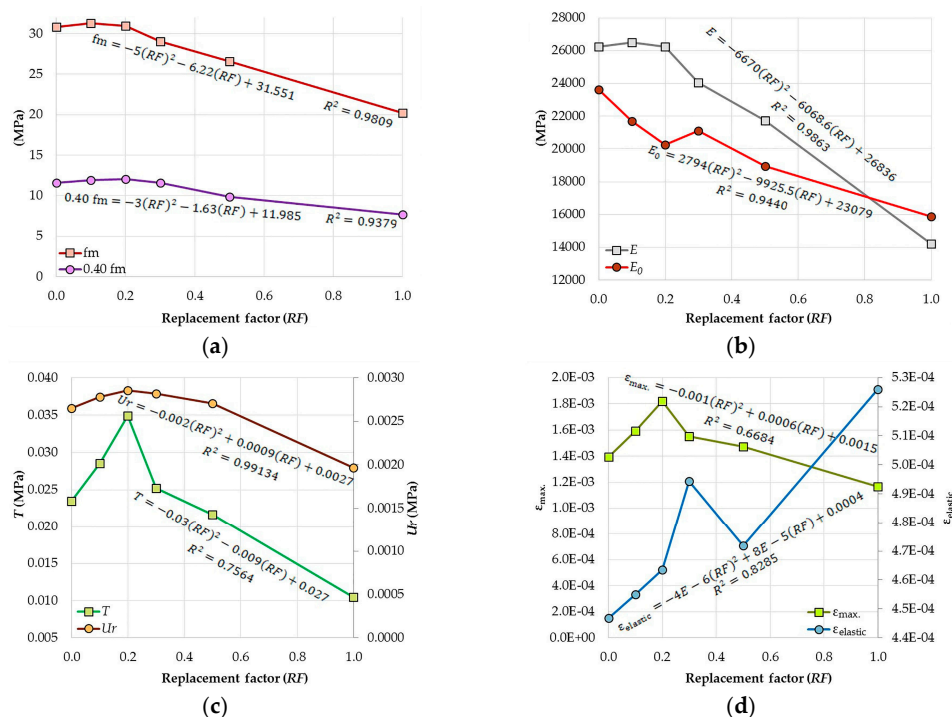 35
30
25
20
15
10
5
0
(MPa)
fm = −5(RF)² − 6.22(RF) + 31.551
R² = 0.9809
0.40 fm = −3(RF)² − 1.63(RF) + 11.985
R² = 0.9379
fm
0.40 fm
0.0 0.2 0.4 0.6 0.8 1.0
Replacement factor (RF)
(a)
28000
26000
24000
22000
20000
18000
16000
14000
12000
(MPa)
E = −6670(RF)² − 6068.6(RF) + 26836
R² = 0.9863
E₀ = 2794(RF)² − 9925.5(RF) + 23079
R² = 0.9440
E
E₀
0.0 0.2 0.4 0.6 0.8 1.0
Replacement factor (RF)
(b)
0.040
0.035
0.030
0.025
0.020
0.015
0.010
0.005
T (MPa)
0.0030
0.0025
0.0020
0.0015
0.0010
0.0005
0.0000
Ur (MPa)
Ur = −0.002(RF)² + 0.0009(RF) + 0.0027
R² = 0.99134
T = −0.03(RF)² − 0.009(RF) + 0.027
R² = 0.7564
T
Ur
0.0 0.2 0.4 0.6 0.8 1.0
Replacement factor (RF)
(c)
2.0E-03
1.8E-03
1.6E-03
1.4E-03
1.2E-03
1.0E-03
8.0E-04
6.0E-04
4.0E-04
2.0E-04
0.0E+00
εmax.
5.3E-04
5.2E-04
5.1E-04
5.0E-04
4.9E-04
4.8E-04
4.7E-04
4.6E-04
4.5E-04
4.4E-04
εelastic
εmax. = −0.001(RF)² + 0.0006(RF) + 0.0015
R² = 0.6684
εelastic = −4E − 6(RF)² + 8E − 5(RF) + 0.0004
R² = 0.8285
εmax.
εelastic
0.0 0.2 0.4 0.6 0.8 1.0
Replacement factor (RF)
(d)